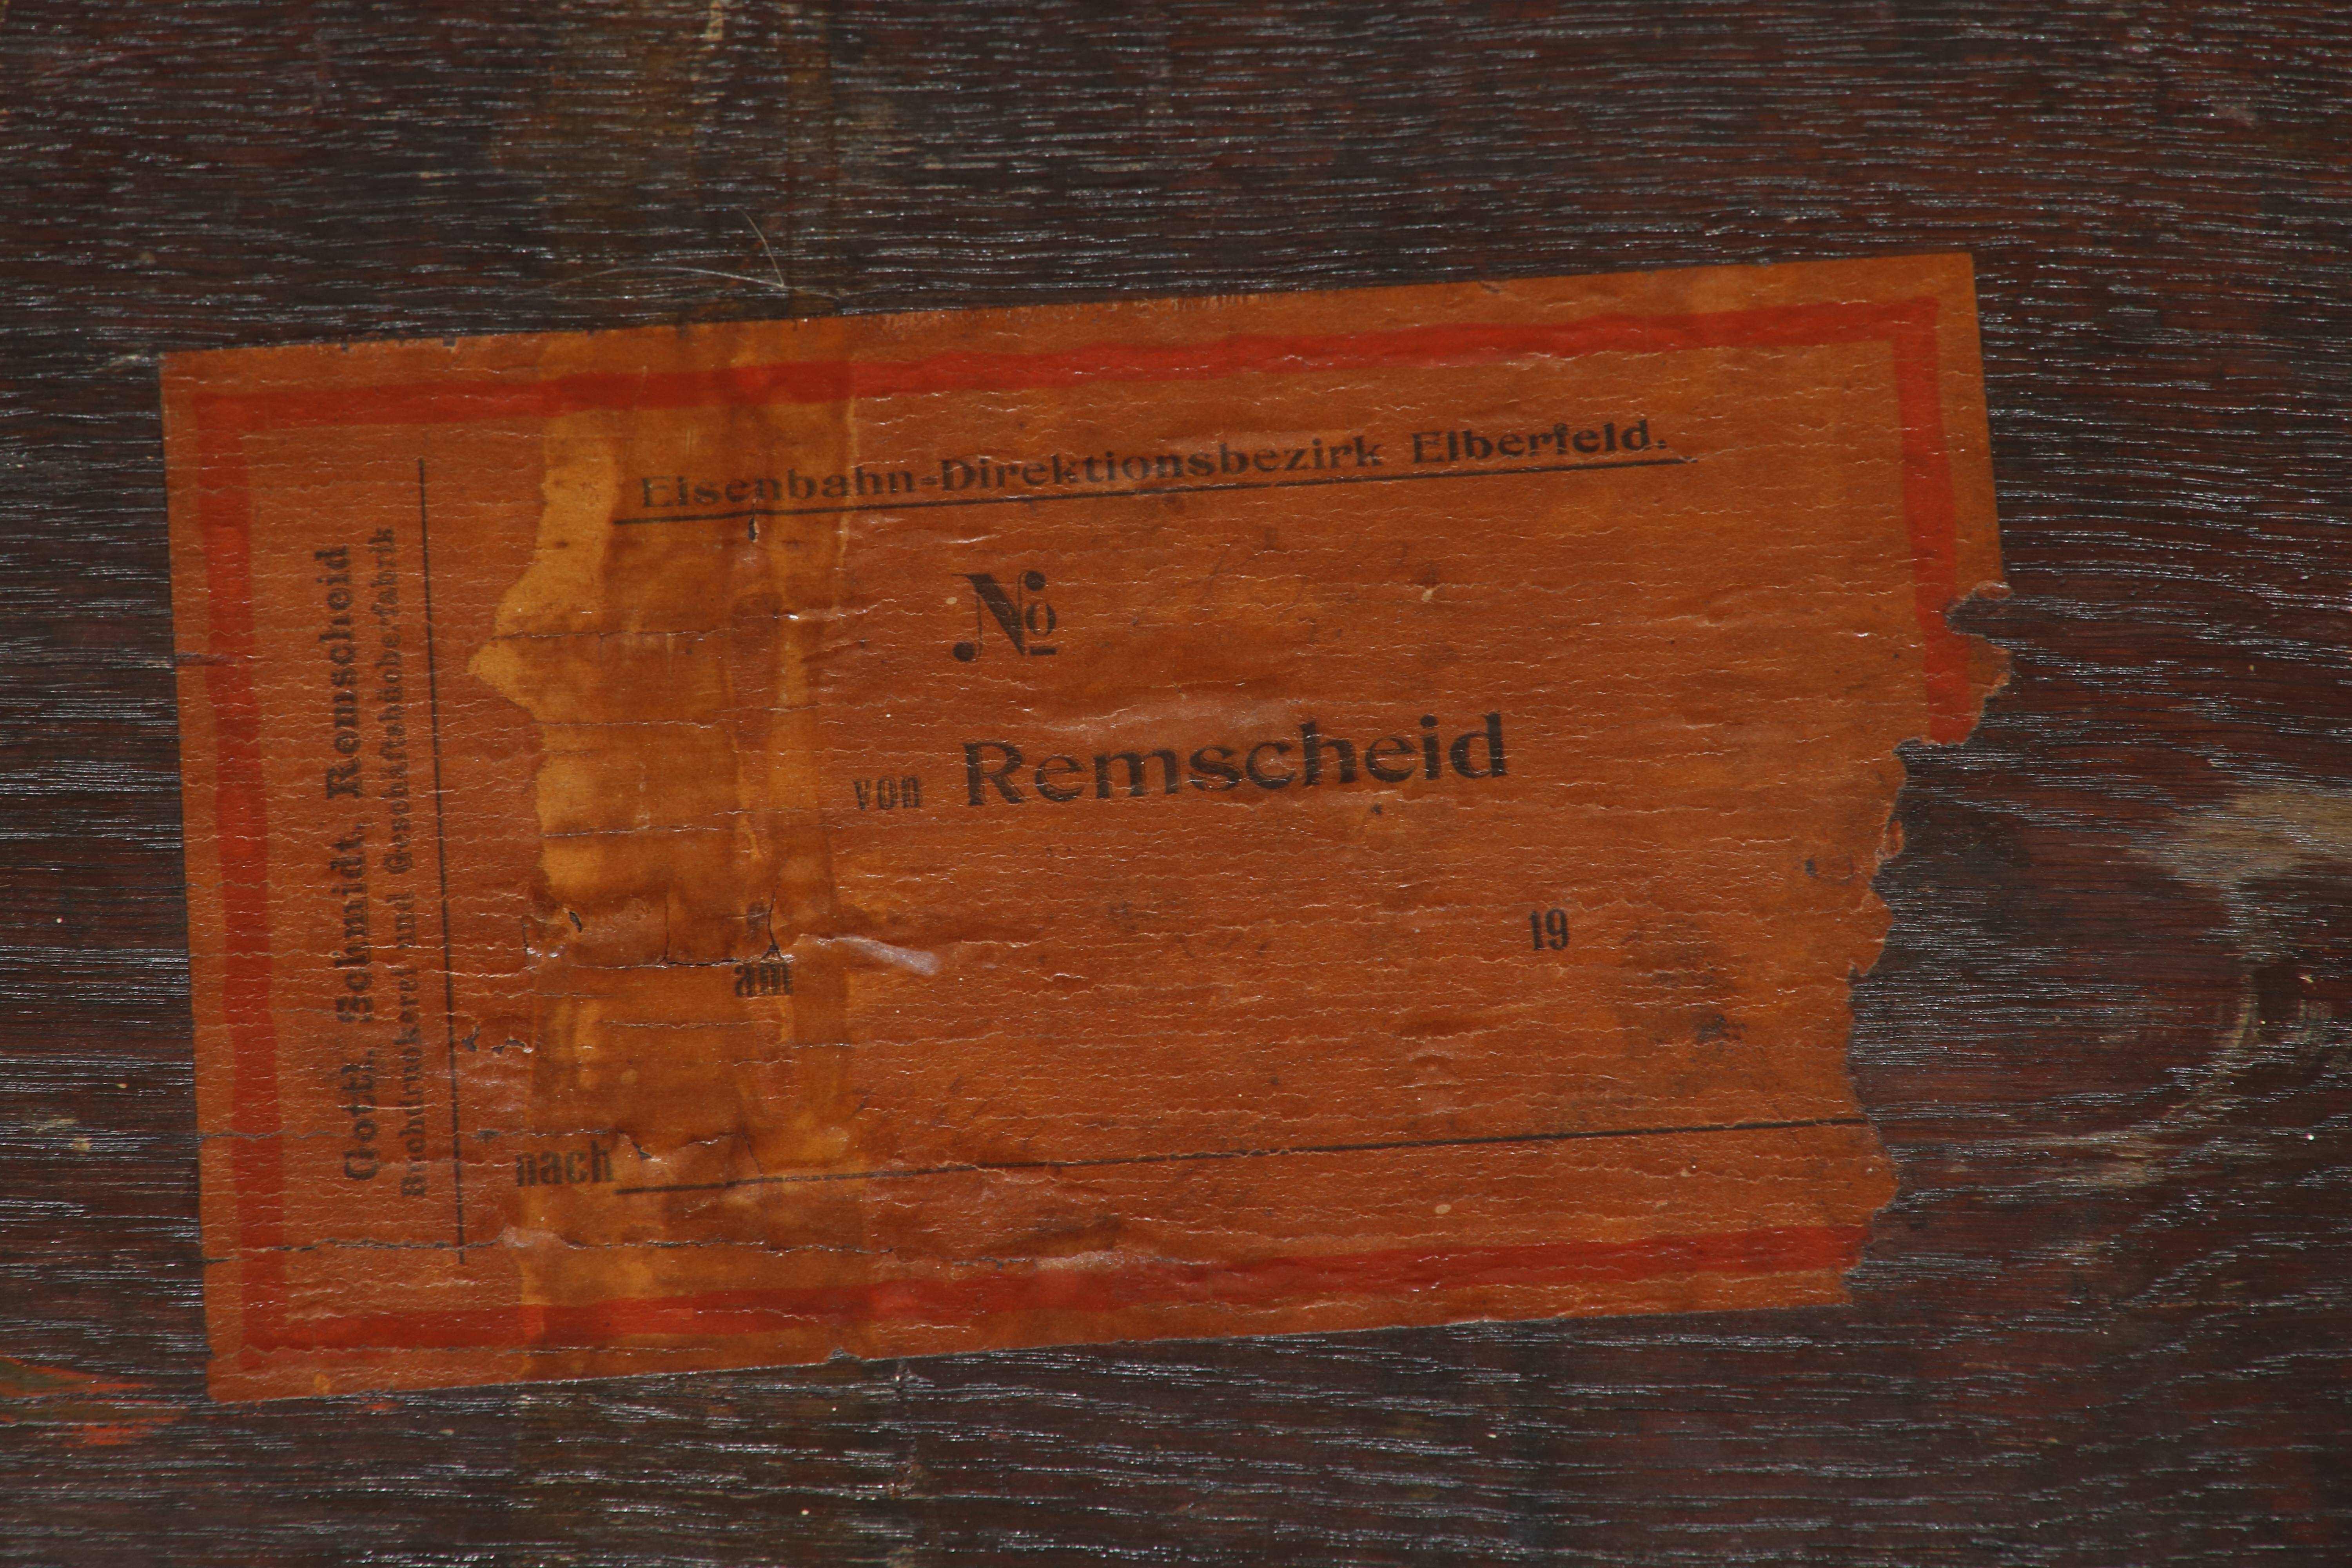 Eisenbahn-Direktionsbezirk Elberfeld.
No
von Remscheid
am 19
nach
Gottl. Schmidt, Remscheid
Buchdruckerei und Geschäftsbücherfabrik